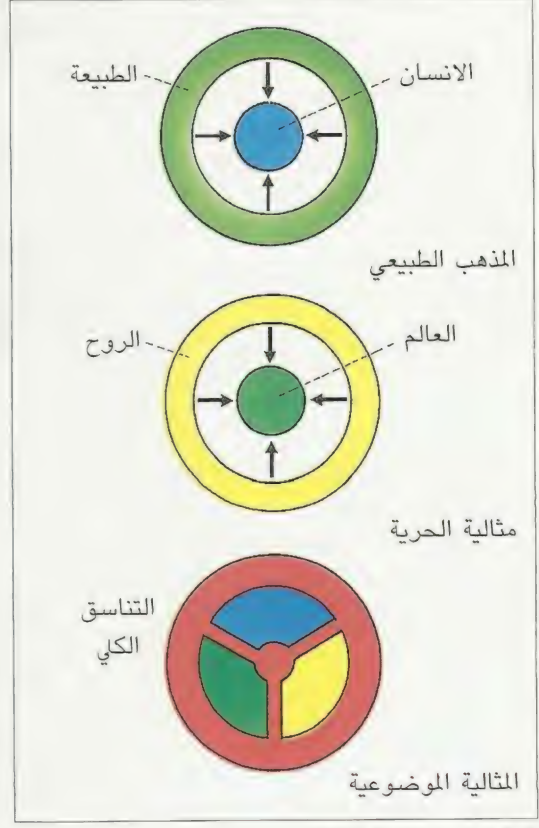 الانسان
الطبيعة
المذهب الطبيعي
العالم
الروح
مثالية الحرية
التناسق
الكلي
المثالية الموضوعية